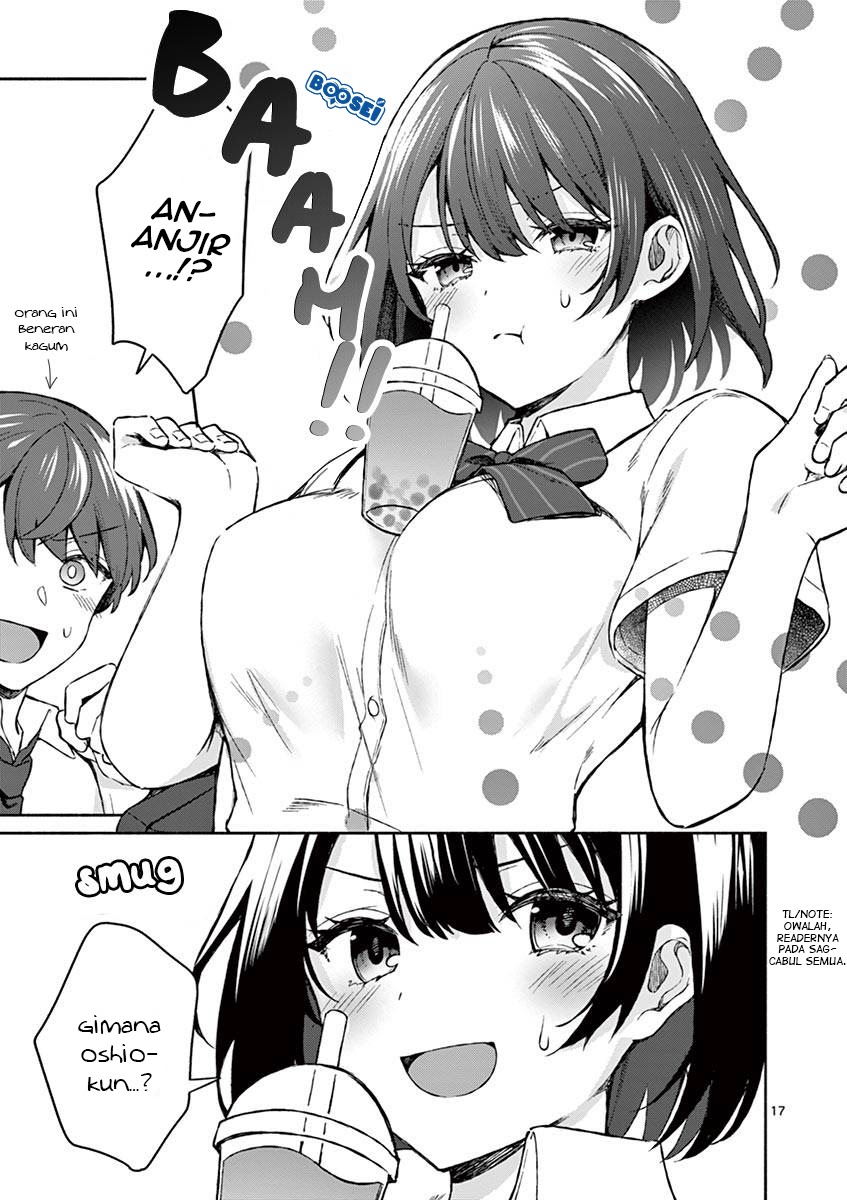 BAAM!!
BOOSEI
AN-
ANJIR
...!?
orang ini
Beneran
kagum
smug
TL/NOTE:
OWALAH,
READERNYA
PADA SAG-
CABUL SEMUA.
Gimana
oshio-
kun...?
17